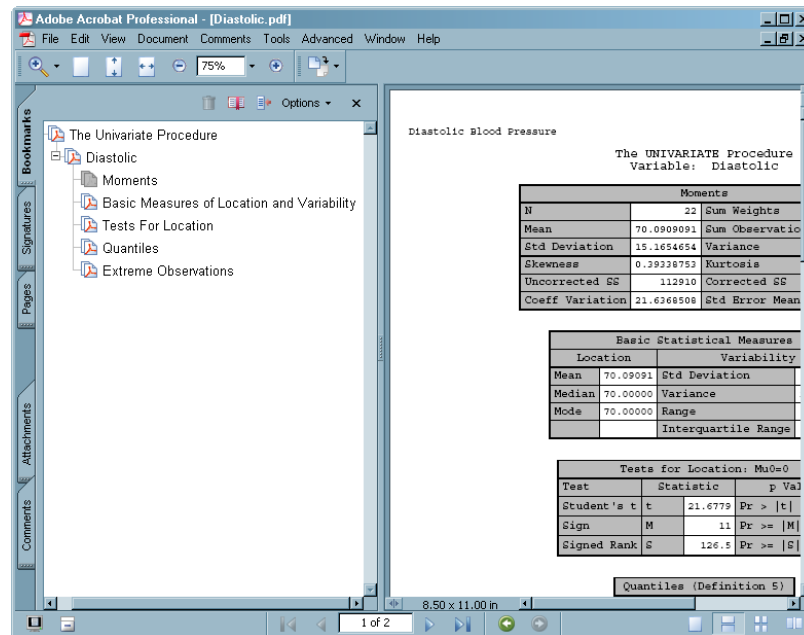 Adobe Acrobat Professional - [Diastolic.pdf]
File Edit View Document Comments Tools Advanced Window Help
75%
Options
Bookmarks
Signatures
Pages
Attachments
Comments
The Univariate Procedure
Diastolic
Moments
Basic Measures of Location and Variability
Tests For Location
Quantiles
Extreme Observations
Diastolic Blood Pressure
The UNIVARIATE Procedure
Variable: Diastolic
Moments
N 22 Sum Weights
Mean 70.0909091 Sum Observatio
Std Deviation 15.1654654 Variance
Skewness 0.39338753 Kurtosis
Uncorrected SS 112910 Corrected SS
Coeff Variation 21.6368508 Std Error Mean
Basic Statistical Measures
Location Variability
Mean 70.09091 Std Deviation
Median 70.00000 Variance
Mode 70.00000 Range
Interquartile Range
Tests for Location: Mu0=0
Test Statistic p Val
Student's t t 21.6779 Pr > |t|
Sign M 11 Pr >= |M|
Signed Rank S 126.5 Pr >= |S|
Quantiles (Definition 5)
8.50 x 11.00 in
1 of 2